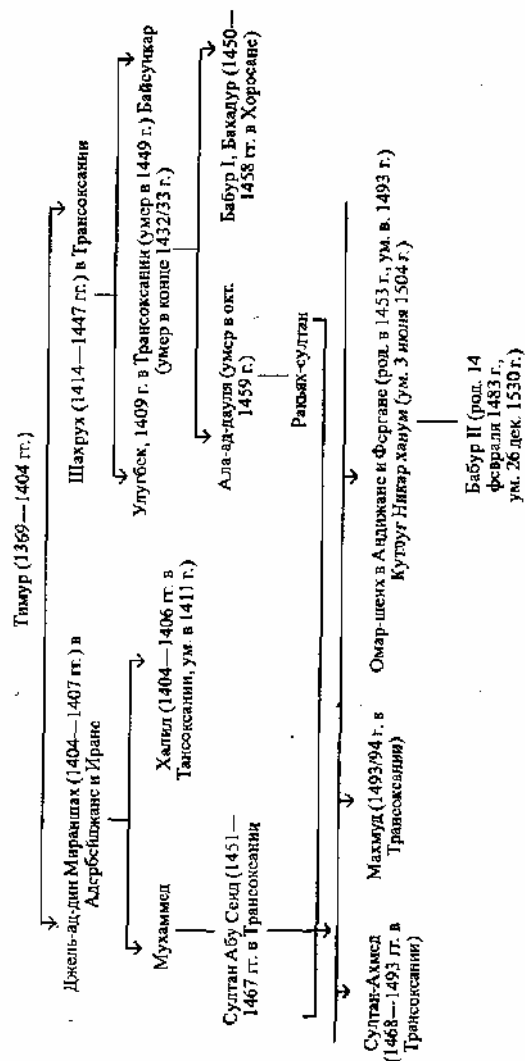 Тимур (1369—1404 гг.)
Джель-ад-дин Мираншах (1404—1407 гг.) в
Адербейджане и Иране
Шахрух (1414—1447 гг.) в Трансоксании
Мухаммед
Халил (1404—1406 гг. в
Тансоксании, ум. в 1411 г.)
Улугбек, 1409 г. в Трансоксании (умер в 1449 г.) Байсункар
(умер в конце 1432/33 г.)
Султан Абу Сеид (1451—
1467 гг. в Трансоксании
Ала-ад-дауля (умер в окт.
1459 г.)
Бабур I, Бахадур (1450—
1458 гг. в Хоросане)
Ракьях-султан
Султан-Ахмед
(1468—1493 гг. в
Трансоксании)
Махмуд (1493/94 г. в
Трансоксании)
Омар-шейх в Андижане и Фергане (род. в 1453 г., ум. в. 1493 г.)
Кутлуг Никар ханум (ум. 3 июня 1504 г.)
Бабур II (род. 14
февраля 1483 г.,
ум. 26 дек. 1530 г.)